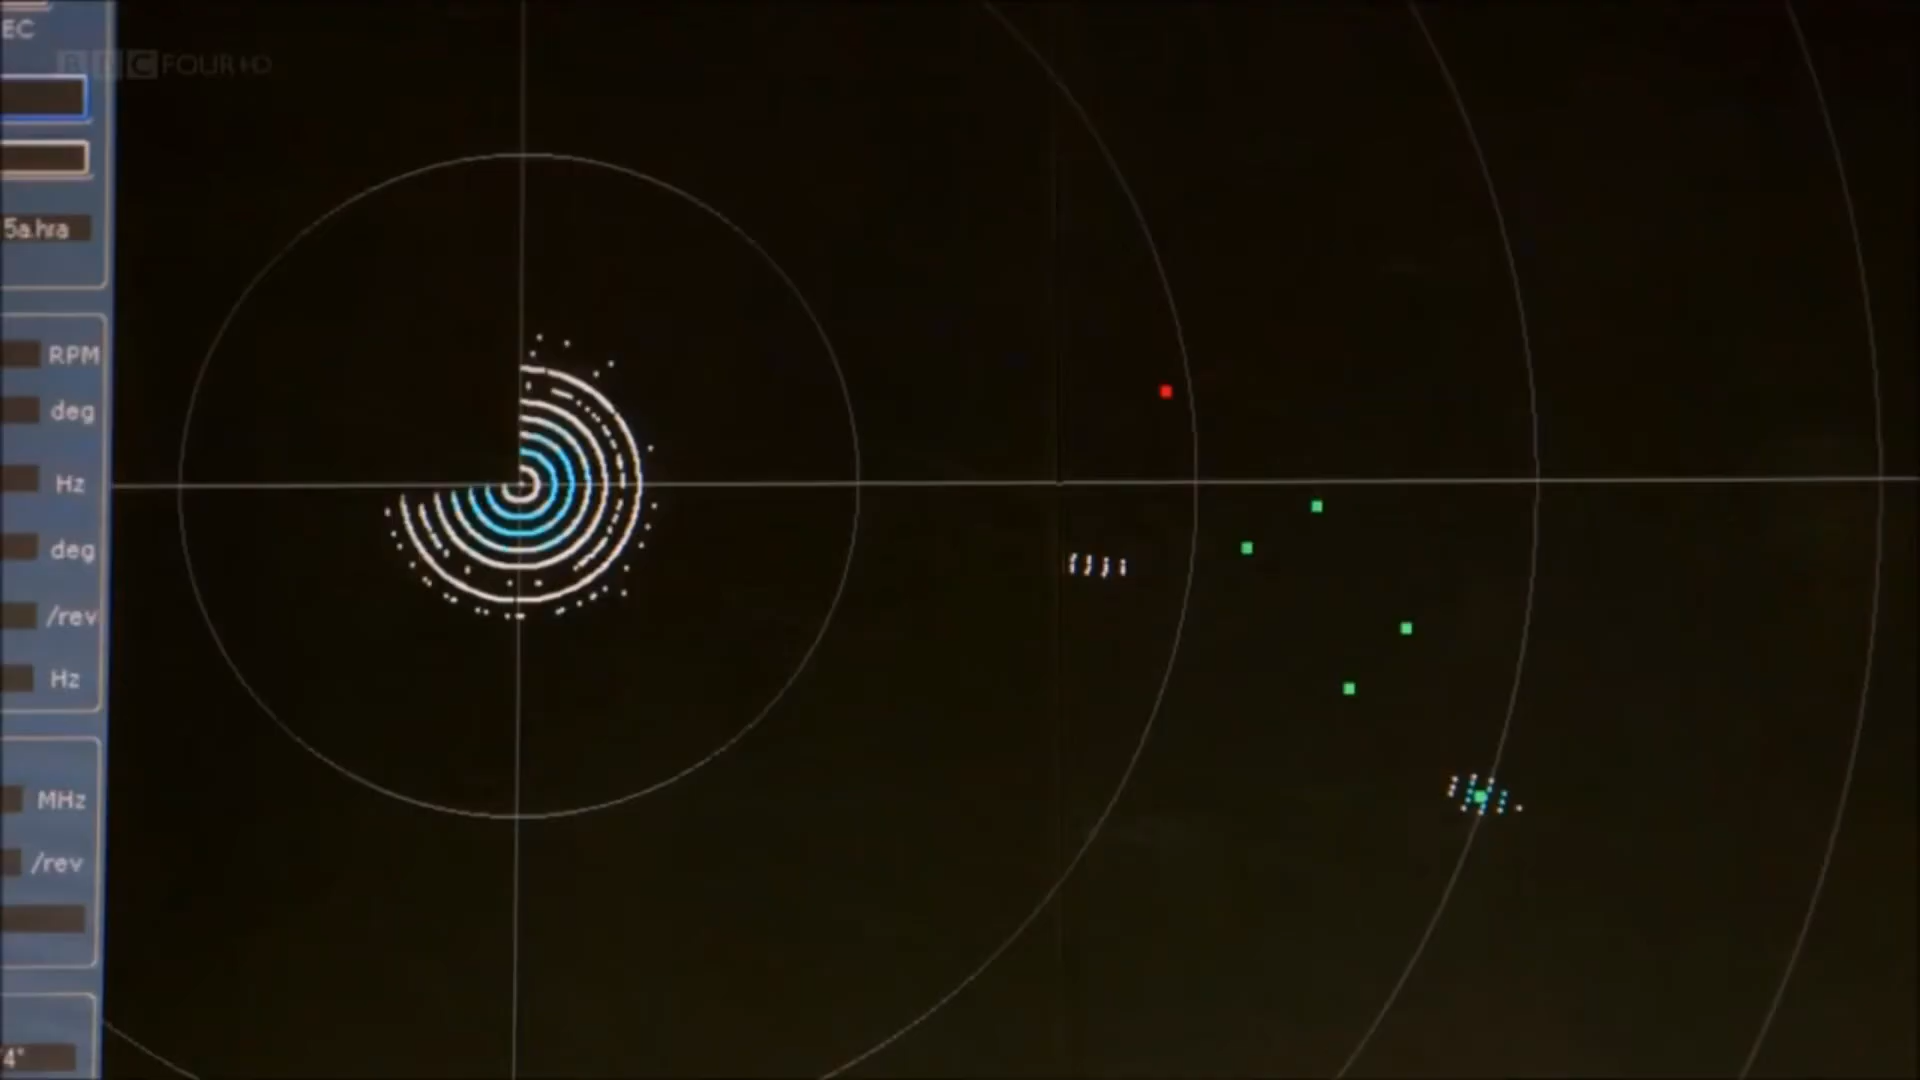 EC
BBC FOUR HD
5a.hra
RPM
deg
Hz
deg
/rev
Hz
MHz
/rev
4°